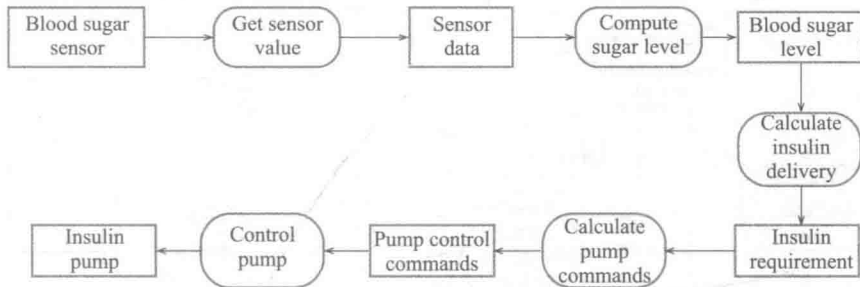 Blood sugar
sensor
Get sensor
value
Sensor
data
Compute
sugar level
Blood sugar
level
Calculate
insulin
delivery
Insulin
requirement
Calculate
pump
commands
Pump control
commands
Control
pump
Insulin
pump